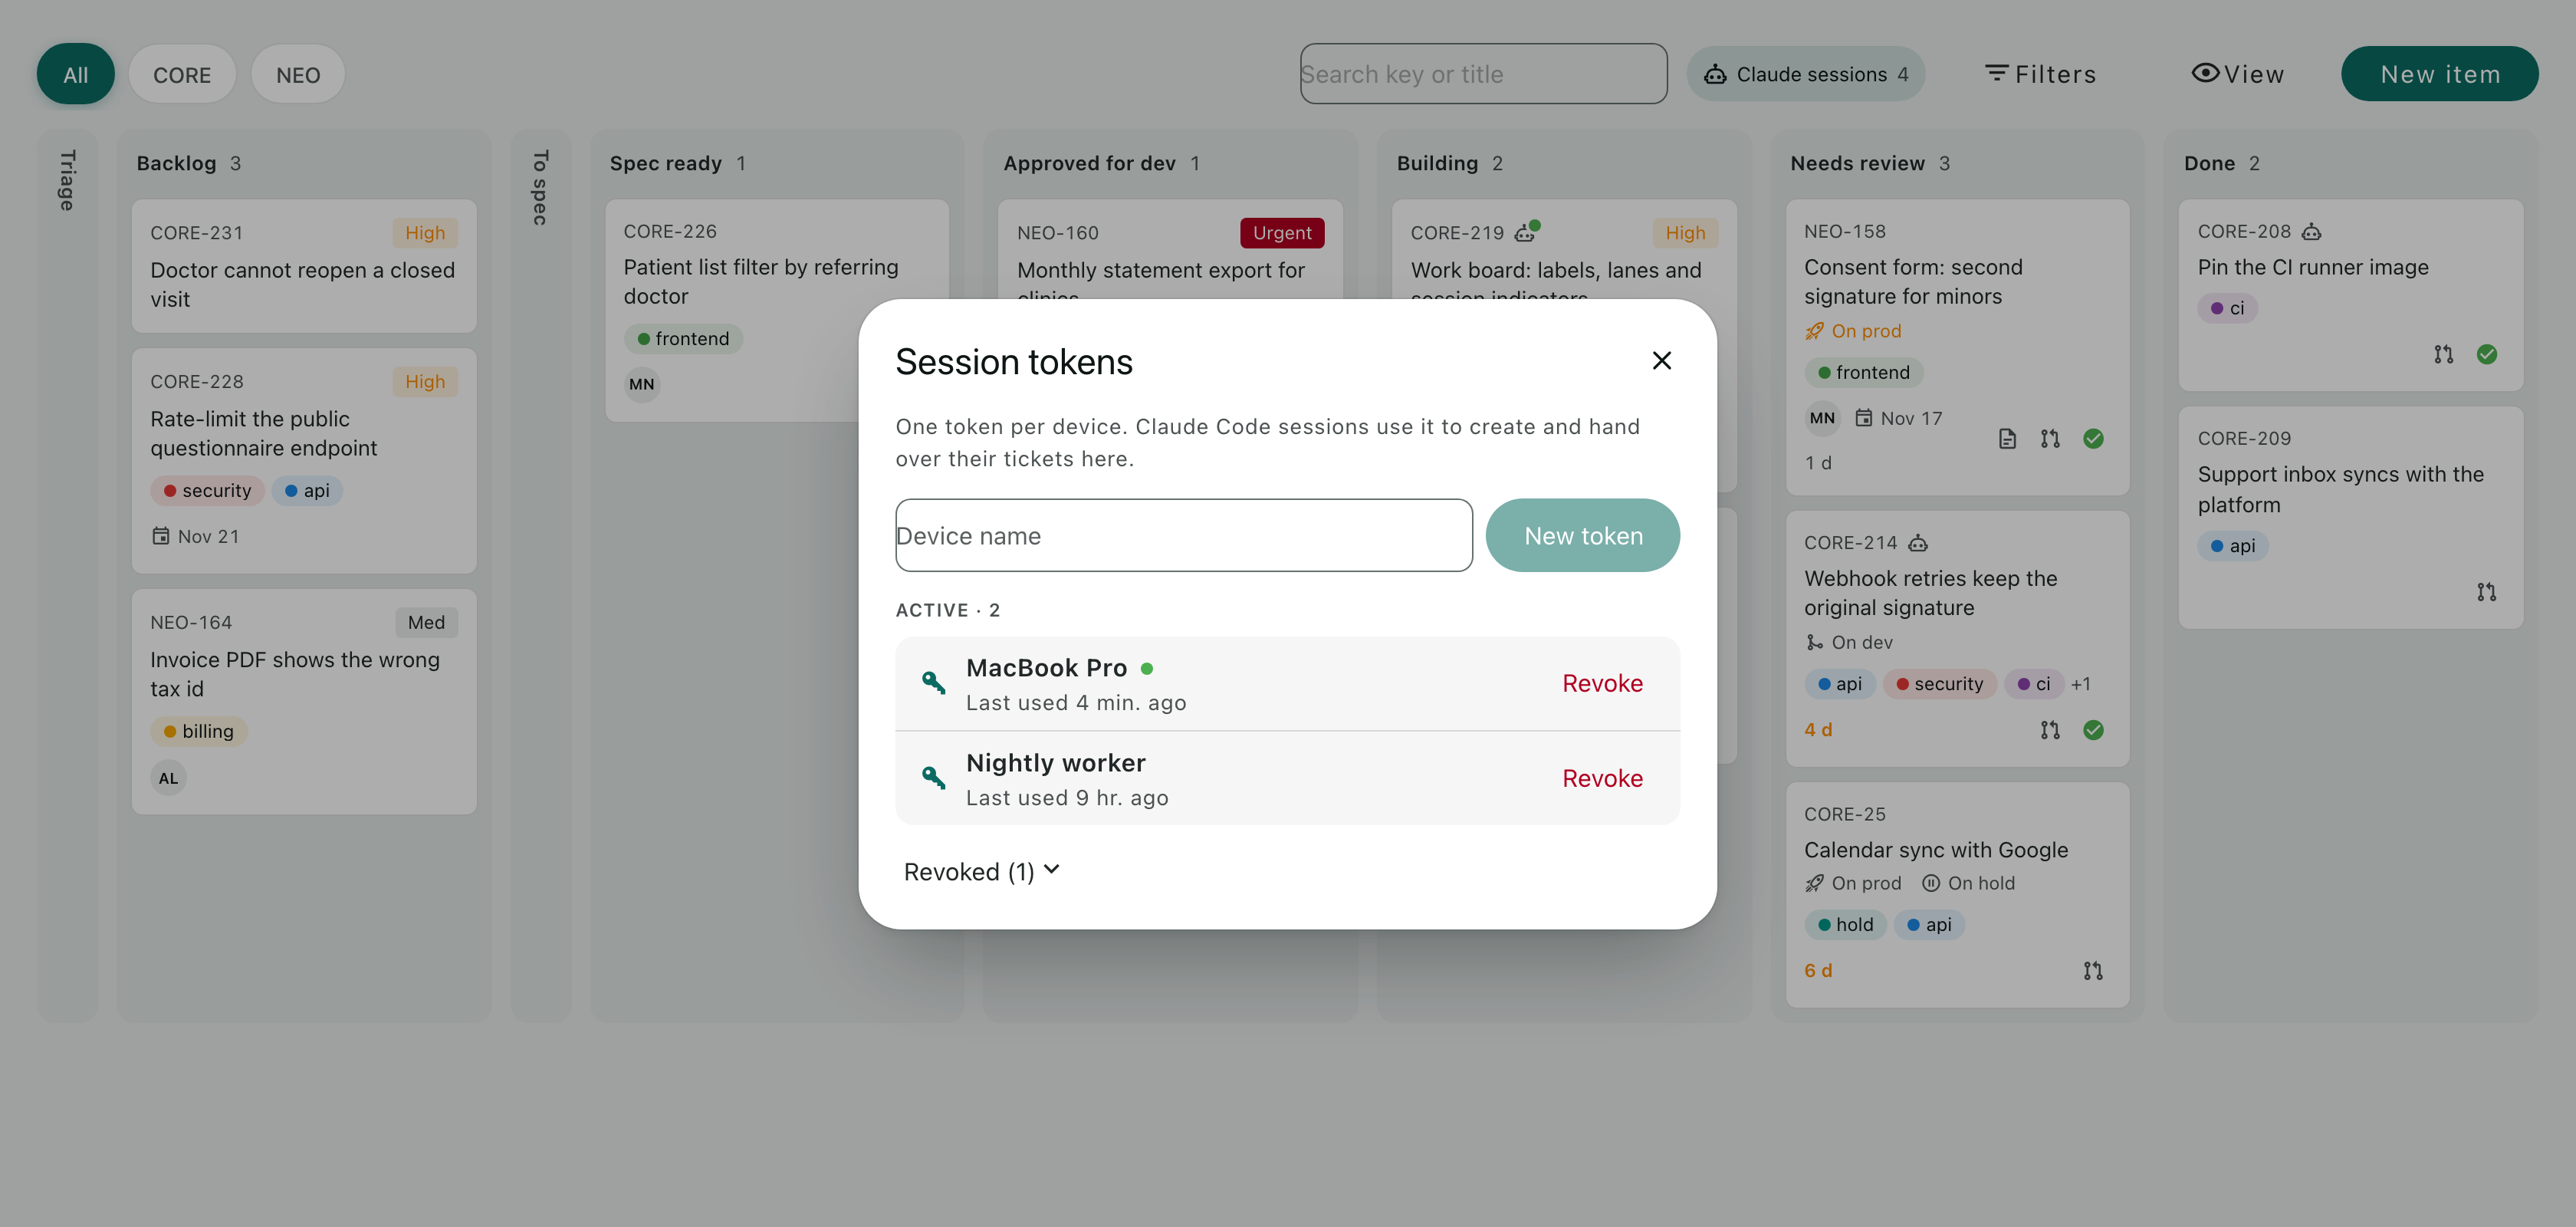 All
CORE
NEO
Search key or title
Claude sessions 4
Filters
View
New item
Triage
Backlog 3
CORE-231
High
Doctor cannot reopen a closed
visit
CORE-228
High
Rate-limit the public
questionnaire endpoint
security
api
Nov 21
NEO-164
Med
Invoice PDF shows the wrong
tax id
billing
AL
To spec
Spec ready 1
CORE-226
Patient list filter by referring
doctor
frontend
MN
Approved for dev 1
NEO-160
Urgent
Monthly statement export for
clinics
Building 2
CORE-219
High
Work board: labels, lanes and
session indicators
Session tokens
One token per device. Claude Code sessions use it to create and hand
over their tickets here.
Device name
New token
ACTIVE · 2
MacBook Pro
Last used 4 min. ago
Revoke
Nightly worker
Last used 9 hr. ago
Revoke
Revoked (1)
Needs review 3
NEO-158
Consent form: second
signature for minors
On prod
frontend
MN
Nov 17
1 d
CORE-214
Webhook retries keep the
original signature
On dev
api
security
ci
+1
4 d
CORE-25
Calendar sync with Google
On prod
On hold
hold
api
6 d
Done 2
CORE-208
Pin the CI runner image
ci
CORE-209
Support inbox syncs with the
platform
api